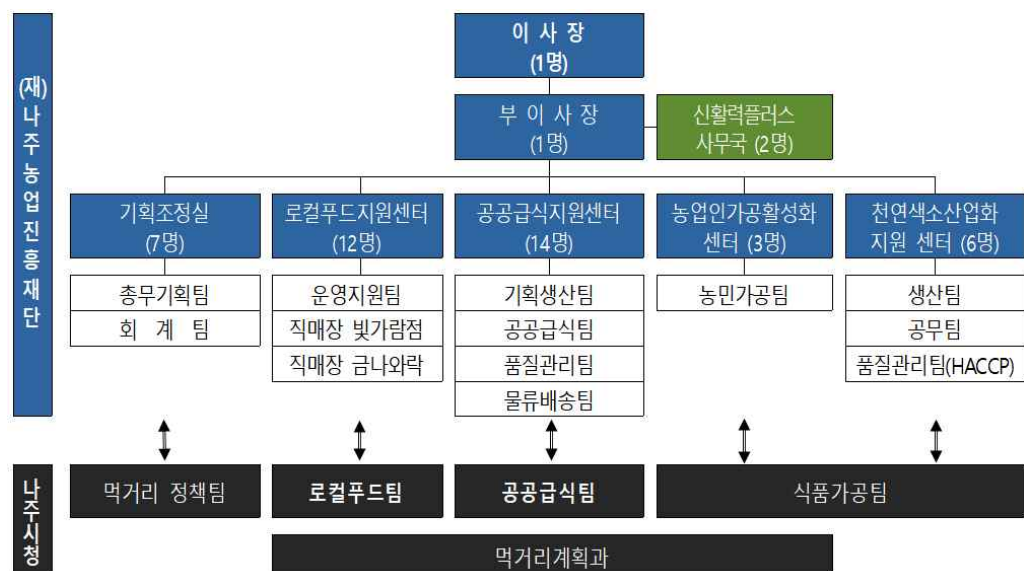 (재)나주농업진흥재단
이 사 장
(1명)
부 이 사 장
(1명)
신활력플러스
사무국 (2명)
기획조정실
(7명)
로컬푸드지원센터
(12명)
공공급식지원센터
(14명)
농업인가공활성화
센터 (3명)
천연색소산업화
지원 센터 (6명)
총무기획팀
회 계 팀
운영지원팀
직매장 빛가람점
직매장 금나와락
기획생산팀
공공급식팀
품질관리팀
물류배송팀
농민가공팀
생산팀
공무팀
품질관리팀(HACCP)
나주시청
먹거리 정책팀
로컬푸드팀
공공급식팀
식품가공팀
먹거리계획과